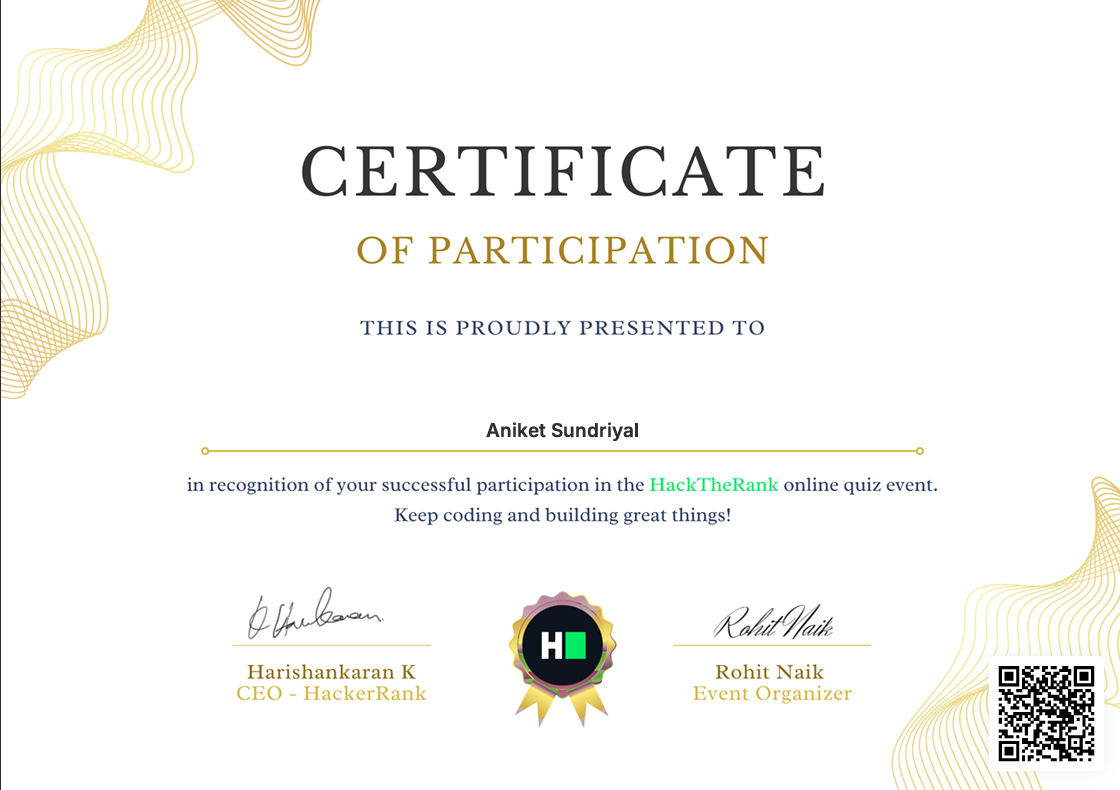 CERTIFICATE
OF PARTICIPATION
THIS IS PROUDLY PRESENTED TO
Aniket Sundriyal
in recognition of your successful participation in the HackTheRank online quiz event.
Keep coding and building great things!
Rohit Naik
H
Harishankaran K
CEO - HackerRank
Rohit Naik
Event Organizer